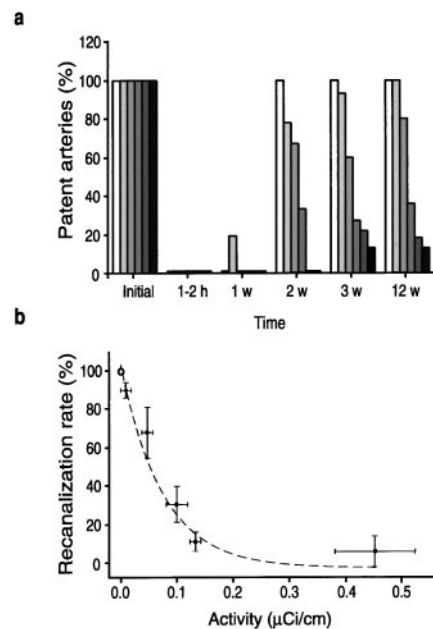 a
Patent arteries (%)
120
100
80
60
40
20
0
Initial 1-2 h 1 w 2 w 3 w 12 w
Time
b
Recanalization rate (%)
100
80
60
40
20
0
0.0 0.1 0.2 0.3 0.4 0.5
Activity (μCi/cm)